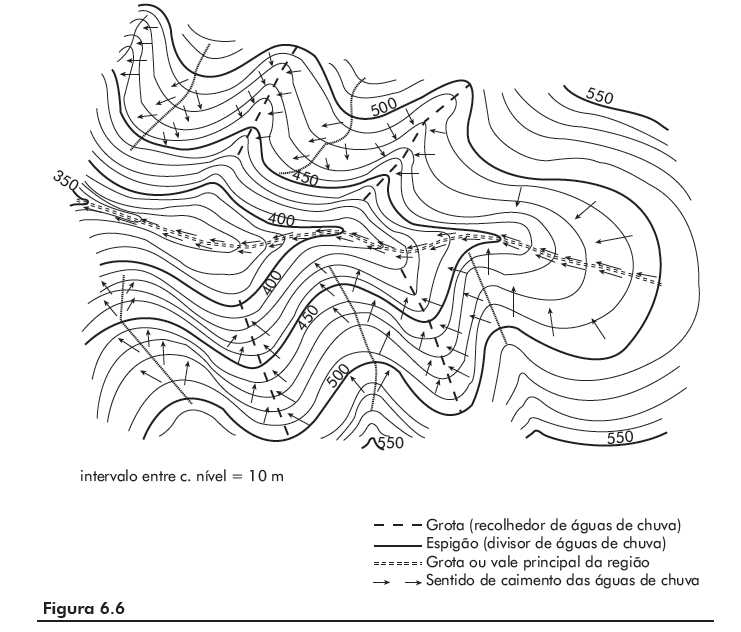 550
500
450
350
400
400
450
500
550
550
intervalo entre c. nível = 10 m
Grota (recolhedor de águas de chuva)
Espigão (divisor de águas de chuva)
Grota ou vale principal da região
Sentido de caimento das águas de chuva
Figura 6.6